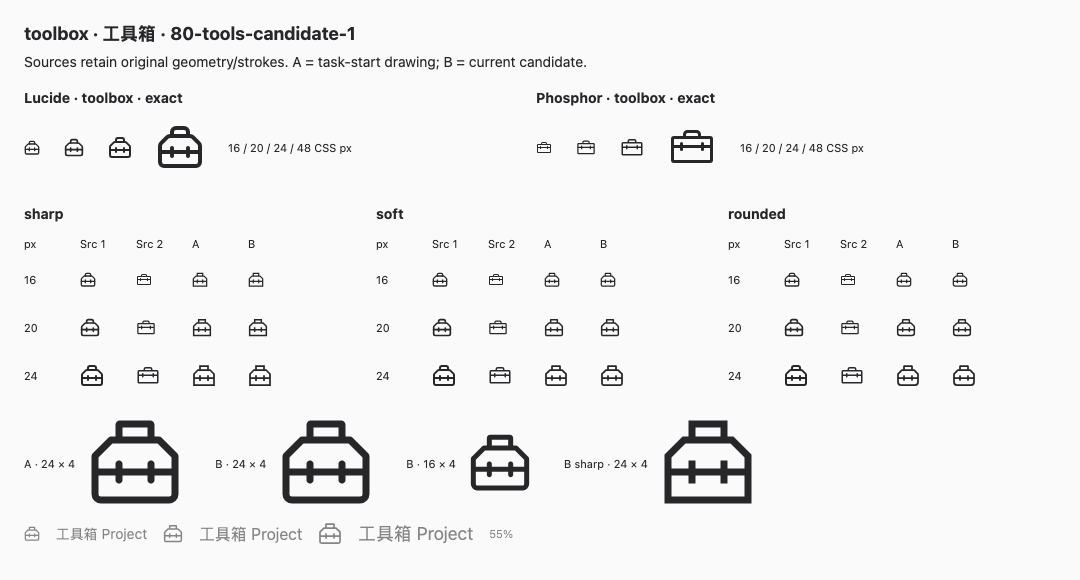 toolbox · 工具箱 · 80-tools-candidate-1
Sources retain original geometry/strokes. A = task-start drawing; B = current candidate.
Lucide · toolbox · exact
16 / 20 / 24 / 48 CSS px
Phosphor · toolbox · exact
16 / 20 / 24 / 48 CSS px
sharp
px Src 1 Src 2 A B
16
20
24
soft
px Src 1 Src 2 A B
16
20
24
rounded
px Src 1 Src 2 A B
16
20
24
A · 24 × 4
B · 24 × 4
B · 16 × 4
B sharp · 24 × 4
工具箱 Project 工具箱 Project 工具箱 Project 55%